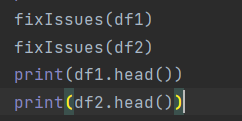 fixIssues(df1)
fixIssues(df2)
print(df1.head())
print(df2.head())